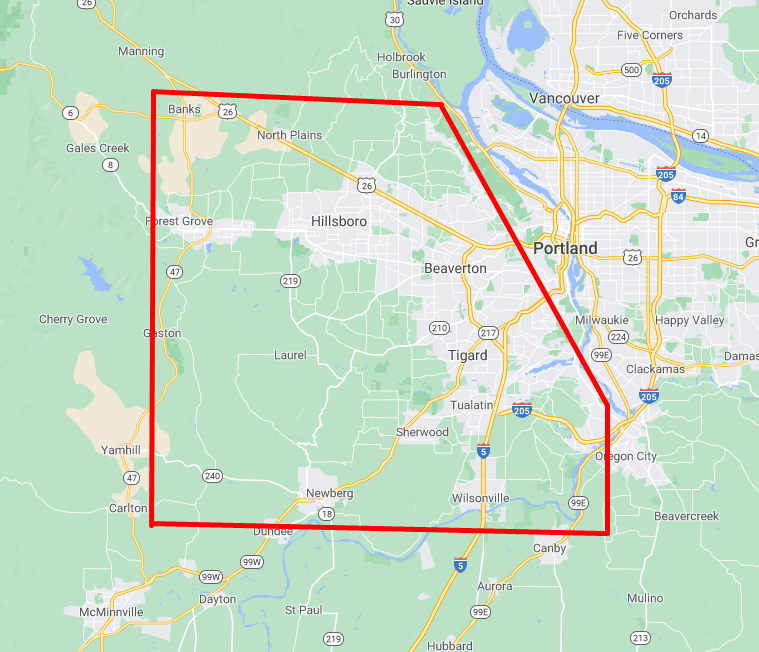 Sauvie Island
26
30
Orchards
Five Corners
Manning
Holbrook
500
Burlington
205
Vancouver
6
Banks
26
14
North Plains
Gales Creek
8
26
205
84
Forest Grove
Hillsboro
Portland
Gr
26
Beaverton
47
219
Cherry Grove
210
217
Milwaukie
Happy Valley
Gaston
224
Laurel
Tigard
99E
Damas
Clackamas
205
Tualatin
205
Sherwood
Yamhill
5
Oregon City
47
240
Newberg
Wilsonville
99E
Carlton
18
Beavercreek
Dundee
Canby
99W
5
99W
Aurora
Dayton
Mulino
McMinnville
St Paul
99E
219
213
Hubbard